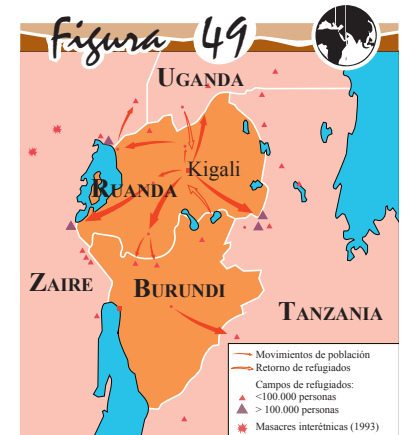 Figura 49
UGANDA
Kigali
RUANDA
ZAIRE
BURUNDI
TANZANIA
Movimientos de población
Retorno de refugiados
Campos de refugiados:
<100.000 personas
> 100.000 personas
Masacres interétnicas (1993)